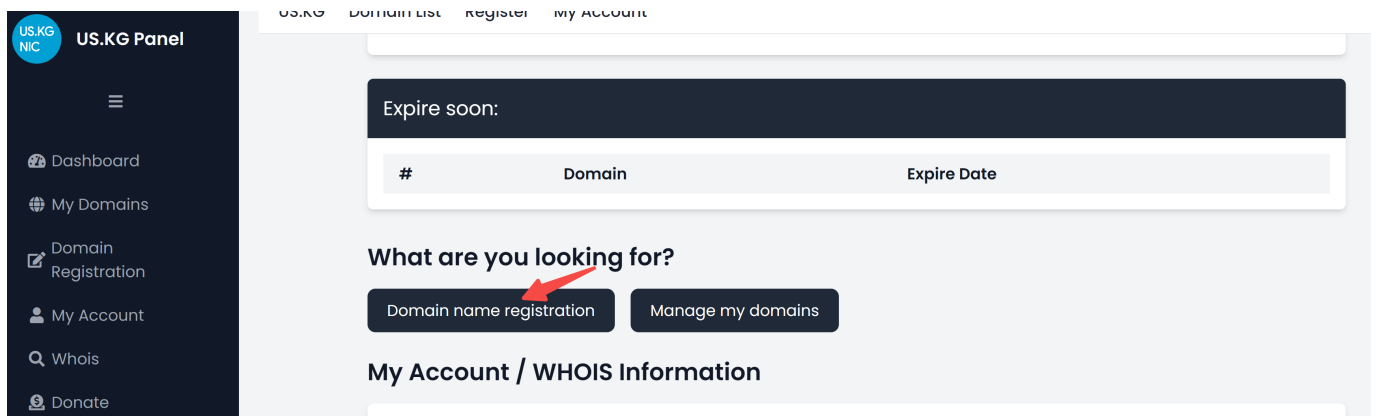 US.KG Domain List Register My Account
US.KG
NIC
US.KG Panel
Dashboard
My Domains
Domain
Registration
My Account
Whois
Donate
Expire soon:
# Domain Expire Date
What are you looking for?
Domain name registration Manage my domains
My Account / WHOIS Information